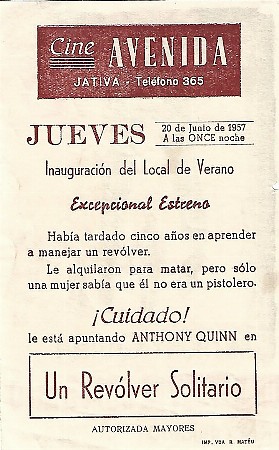 Cine AVENIDA
JATIVA - Teléfono 365
JUEVES
20 de Junio de 1957
A las ONCE noche
Inauguración del Local de Verano
Excepcional Estreno
Había tardado cinco años en aprender
a manejar un revólver.
Le alquilaron para matar, pero sólo
una mujer sabía que él no era un pistolero.
¡Cuidado!
le está apuntando ANTHONY QUINN en
Un Revólver Solitario
AUTORIZADA MAYORES
IMP. VDA R. MATÉU